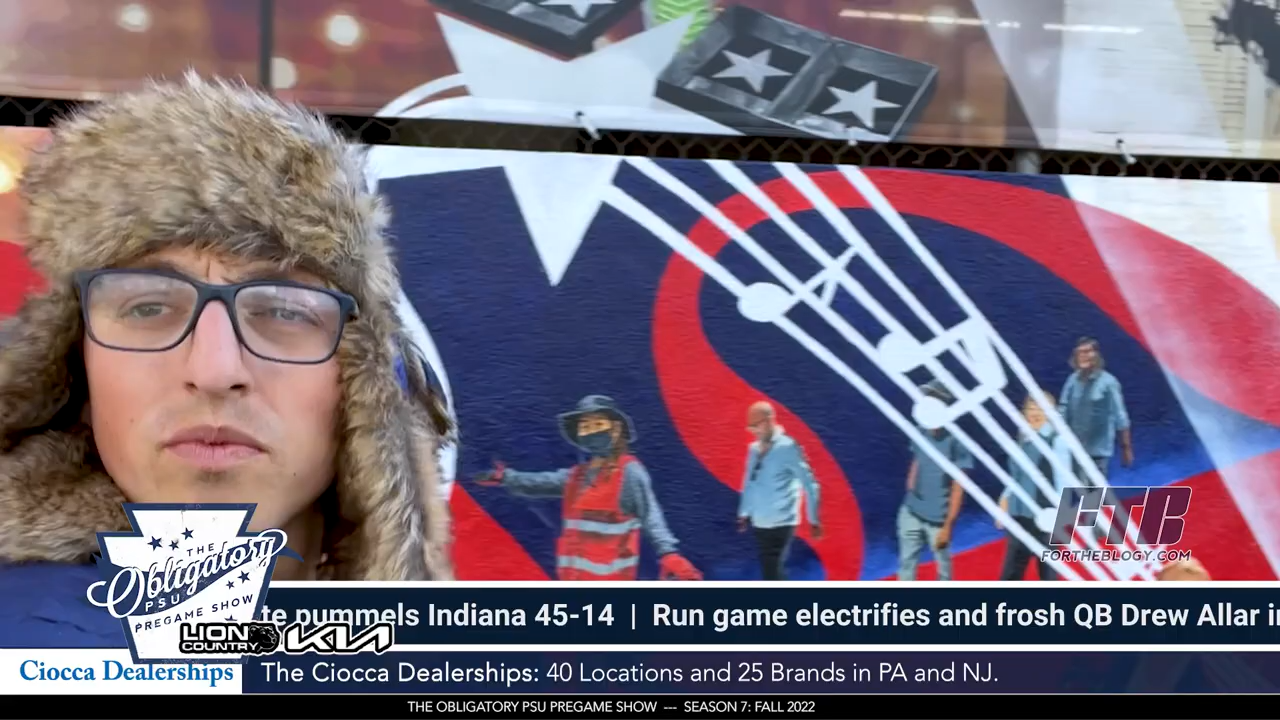 FTB
FORTHEBLOGY.COM
THE
Obligatory
PSU
PREGAME SHOW
LION
COUNTRY
KIA
te pummels Indiana 45-14 | Run game electrifies and frosh QB Drew Allar i
Ciocca Dealerships
The Ciocca Dealerships: 40 Locations and 25 Brands in PA and NJ.
THE OBLIGATORY PSU PREGAME SHOW --- SEASON 7: FALL 2022